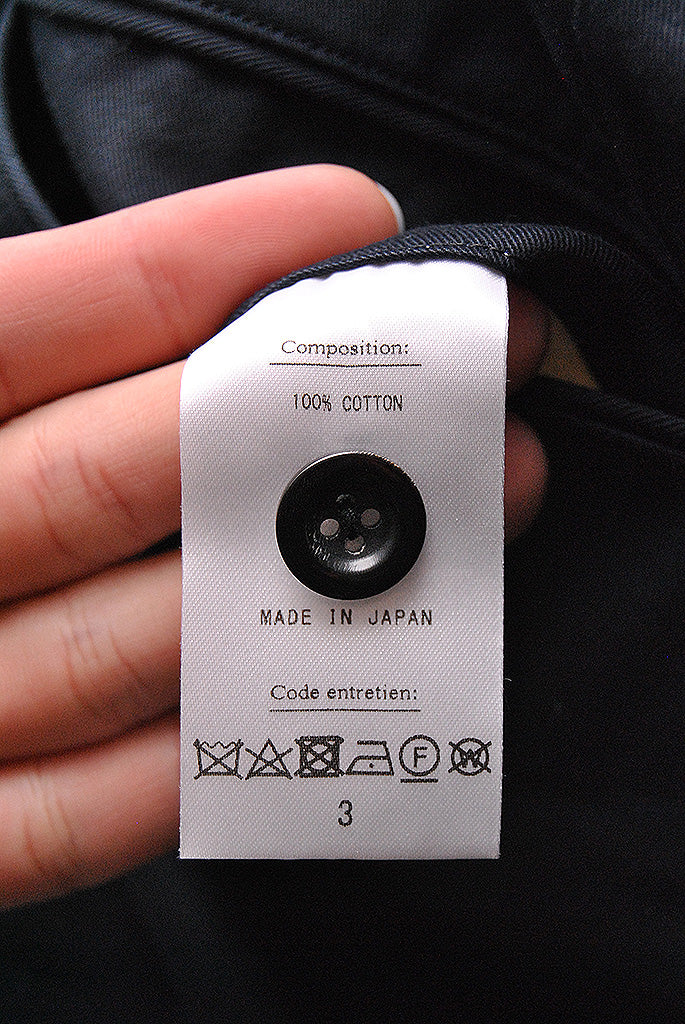 Composition:
100% COTTON
MADE IN JAPAN
Code entretien:
F W
3